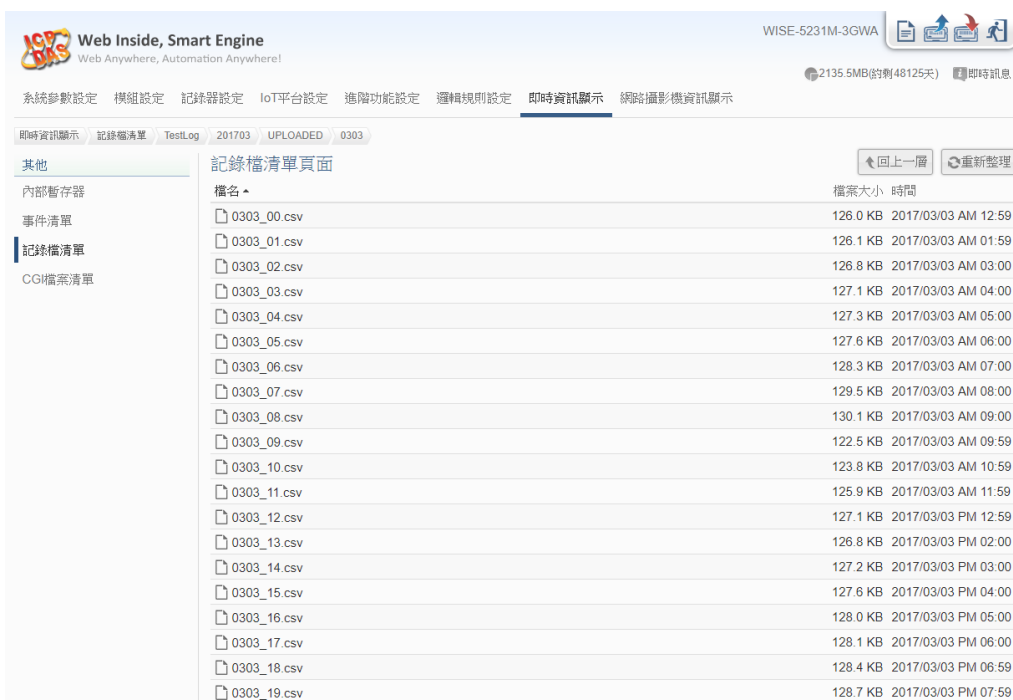 ICP DAS Web Inside, Smart Engine
Web Anywhere, Automation Anywhere!
WISE-5231M-3GWA
2135.5MB(約剩48125天) 即時訊息
系統參數設定 模組設定 記錄器設定 IoT平台設定 進階功能設定 邏輯規則設定 即時資訊顯示 網路攝影機資訊顯示
即時資訊顯示 記錄檔清單 TestLog 201703 UPLOADED 0303
其他
內部暫存器
事件清單
記錄檔清單
CGI檔案清單
記錄檔清單頁面 回上一層 重新整理
檔名 檔案大小 時間
0303_00.csv 126.0 KB 2017/03/03 AM 12:59
0303_01.csv 126.1 KB 2017/03/03 AM 01:59
0303_02.csv 126.8 KB 2017/03/03 AM 03:00
0303_03.csv 127.1 KB 2017/03/03 AM 04:00
0303_04.csv 127.3 KB 2017/03/03 AM 05:00
0303_05.csv 127.6 KB 2017/03/03 AM 06:00
0303_06.csv 128.3 KB 2017/03/03 AM 07:00
0303_07.csv 129.5 KB 2017/03/03 AM 08:00
0303_08.csv 130.1 KB 2017/03/03 AM 09:00
0303_09.csv 122.5 KB 2017/03/03 AM 09:59
0303_10.csv 123.8 KB 2017/03/03 AM 10:59
0303_11.csv 125.9 KB 2017/03/03 AM 11:59
0303_12.csv 127.1 KB 2017/03/03 PM 12:59
0303_13.csv 126.8 KB 2017/03/03 PM 02:00
0303_14.csv 127.2 KB 2017/03/03 PM 03:00
0303_15.csv 127.6 KB 2017/03/03 PM 04:00
0303_16.csv 128.0 KB 2017/03/03 PM 05:00
0303_17.csv 128.1 KB 2017/03/03 PM 06:00
0303_18.csv 128.4 KB 2017/03/03 PM 06:59
0303_19.csv 128.7 KB 2017/03/03 PM 07:59